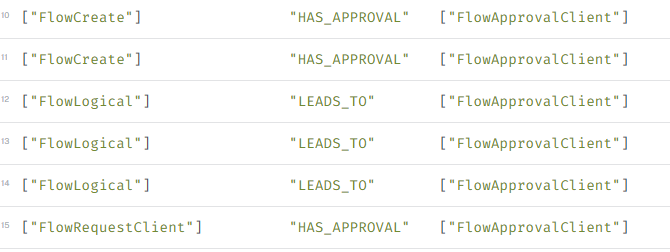 10 ["FlowCreate"] "HAS_APPROVAL" ["FlowApprovalClient"]
11 ["FlowCreate"] "HAS_APPROVAL" ["FlowApprovalClient"]
12 ["FlowLogical"] "LEADS_TO" ["FlowApprovalClient"]
13 ["FlowLogical"] "LEADS_TO" ["FlowApprovalClient"]
14 ["FlowLogical"] "LEADS_TO" ["FlowApprovalClient"]
15 ["FlowRequestClient"] "HAS_APPROVAL" ["FlowApprovalClient"]